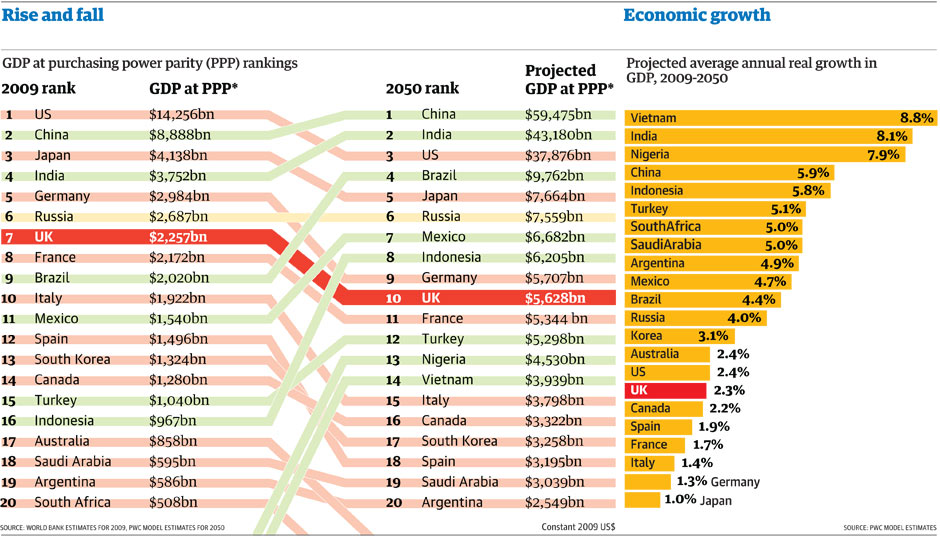 Rise and fall
GDP at purchasing power parity (PPP) rankings
2009 rank GDP at PPP*
1 US $14,256bn
2 China $8,888bn
3 Japan $4,138bn
4 India $3,752bn
5 Germany $2,984bn
6 Russia $2,687bn
7 UK $2,257bn
8 France $2,172bn
9 Brazil $2,020bn
10 Italy $1,922bn
11 Mexico $1,540bn
12 Spain $1,496bn
13 South Korea $1,324bn
14 Canada $1,280bn
15 Turkey $1,040bn
16 Indonesia $967bn
17 Australia $858bn
18 Saudi Arabia $595bn
19 Argentina $586bn
20 South Africa $508bn
2050 rank Projected
GDP at PPP*
1 China $59,475bn
2 India $43,180bn
3 US $37,876bn
4 Brazil $9,762bn
5 Japan $7,664bn
6 Russia $7,559bn
7 Mexico $6,682bn
8 Indonesia $6,205bn
9 Germany $5,707bn
10 UK $5,628bn
11 France $5,344 bn
12 Turkey $5,298bn
13 Nigeria $4,530bn
14 Vietnam $3,939bn
15 Italy $3,798bn
16 Canada $3,322bn
17 South Korea $3,258bn
18 Spain $3,195bn
19 Saudi Arabia $3,039bn
20 Argentina $2,549bn
SOURCE: WORLD BANK ESTIMATES FOR 2009, PWC MODEL ESTIMATES FOR 2050
Constant 2009 US$
Economic growth
Projected average annual real growth in
GDP, 2009-2050
Vietnam 8.8%
India 8.1%
Nigeria 7.9%
China 5.9%
Indonesia 5.8%
Turkey 5.1%
SouthAfrica 5.0%
SaudiArabia 5.0%
Argentina 4.9%
Mexico 4.7%
Brazil 4.4%
Russia 4.0%
Korea 3.1%
Australia 2.4%
US 2.4%
UK 2.3%
Canada 2.2%
Spain 1.9%
France 1.7%
Italy 1.4%
1.3% Germany
1.0% Japan
SOURCE: PWC MODEL ESTIMATES